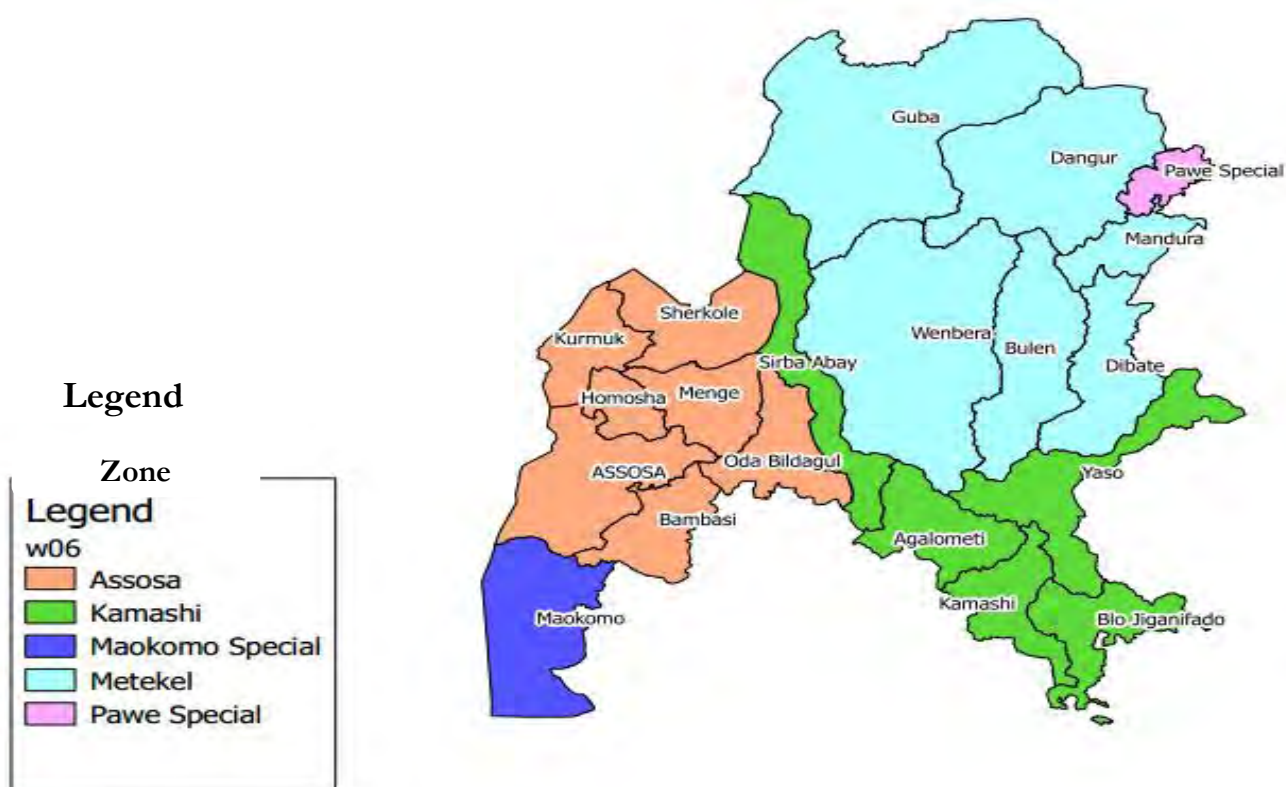 Guba
Dangur
Pawe Special
Mandura
Sherkole
Kurmuk
Wenbera
Bulen
Sirba Abay
Dibate
Homosha
Menge
Oda Bildagul
ASSOSA
Yaso
Bambasi
Agalometi
Kamashi
Blo Jiganifado
Maokomo
Legend
Zone
Legend
w06
Assosa
Kamashi
Maokomo Special
Metekel
Pawe Special